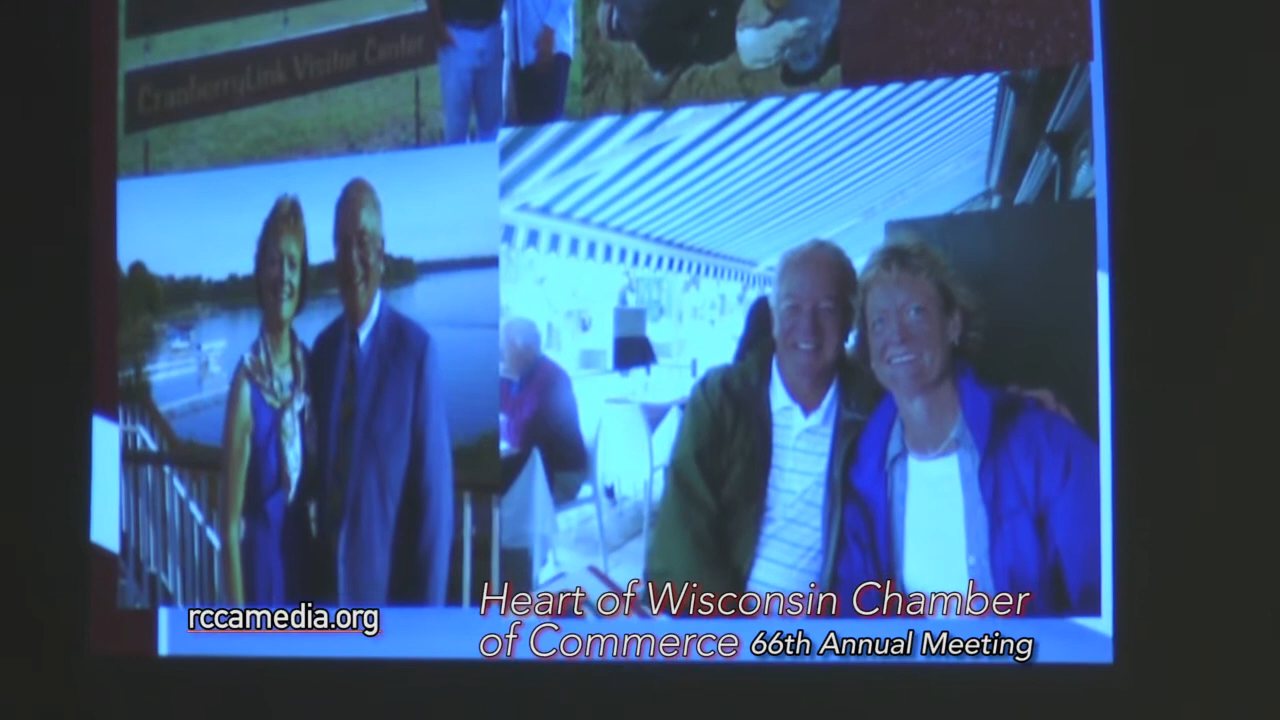 CranberryLink Visitor Center
rccamedia.org
Heart of Wisconsin Chamber
of Commerce 66th Annual Meeting